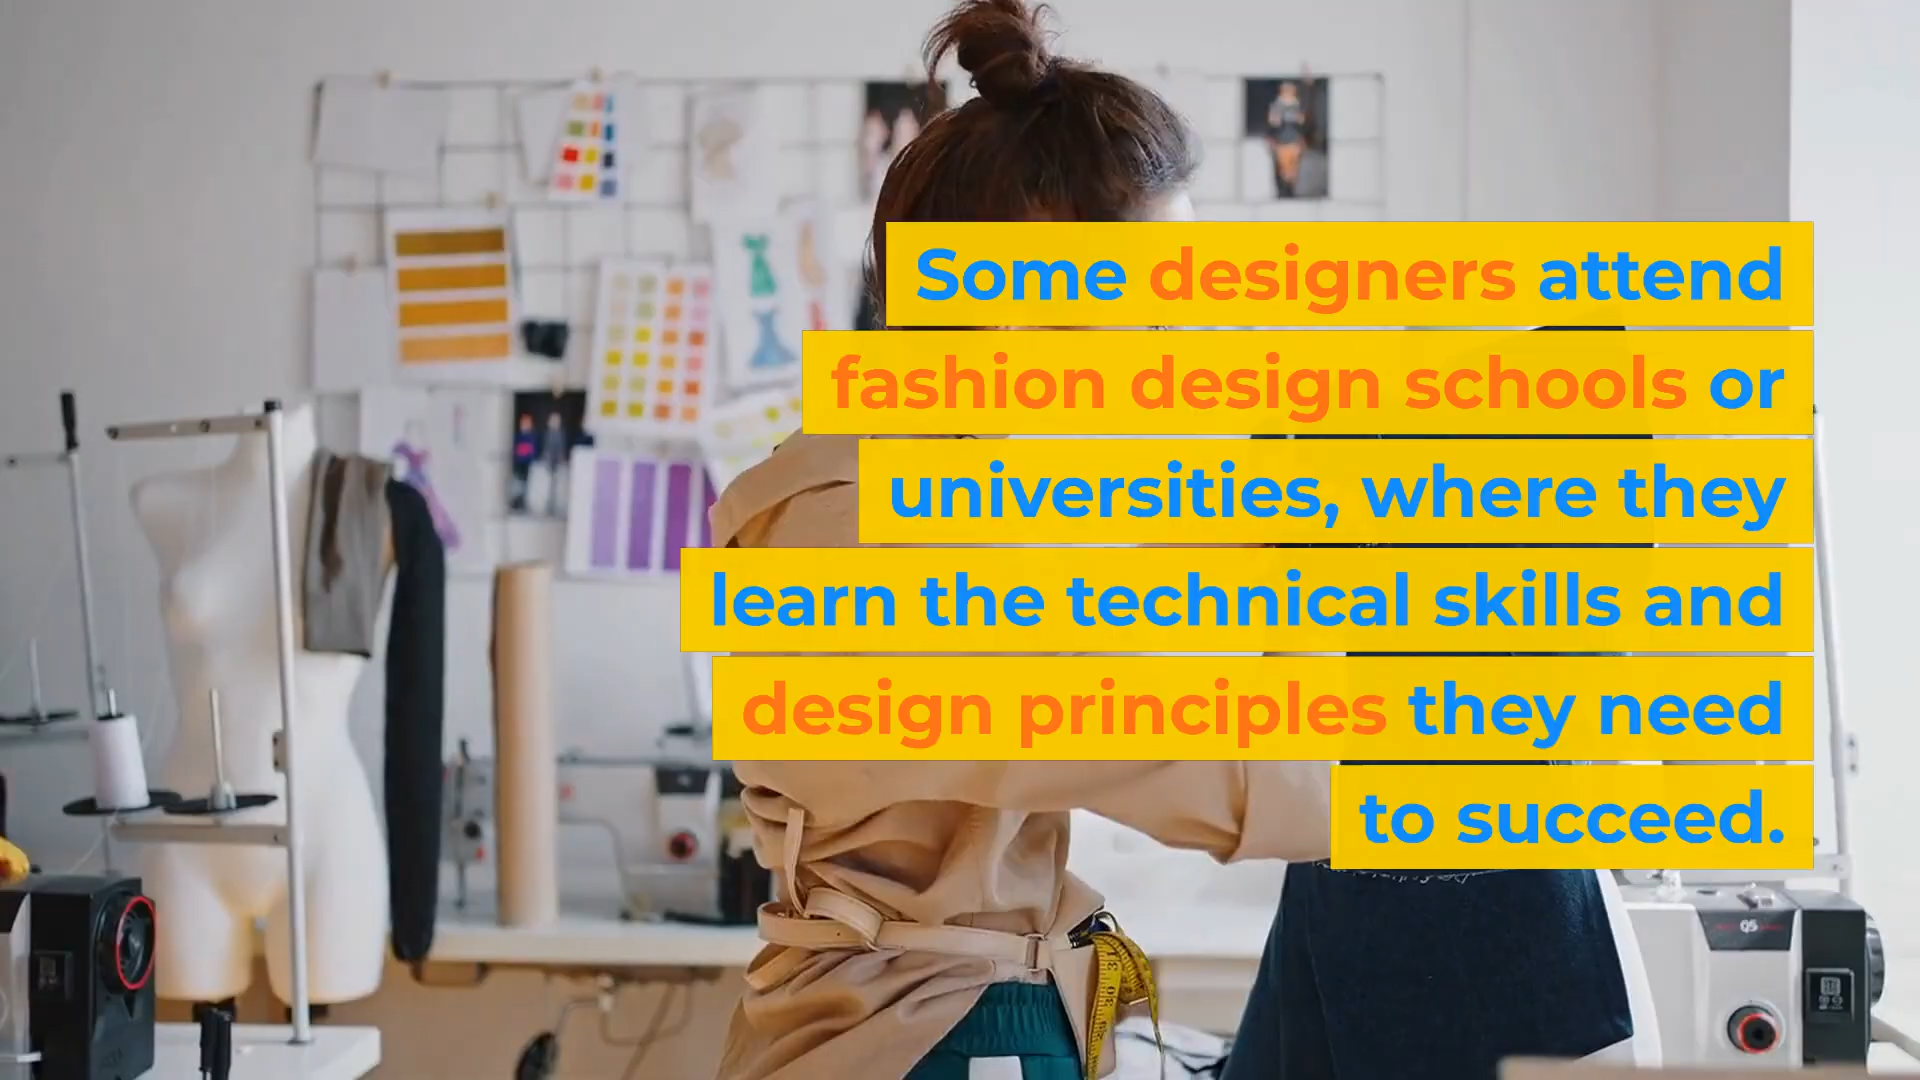 Some designers attend
fashion design schools or
universities, where they
learn the technical skills and
design principles they need
to succeed.
Q5